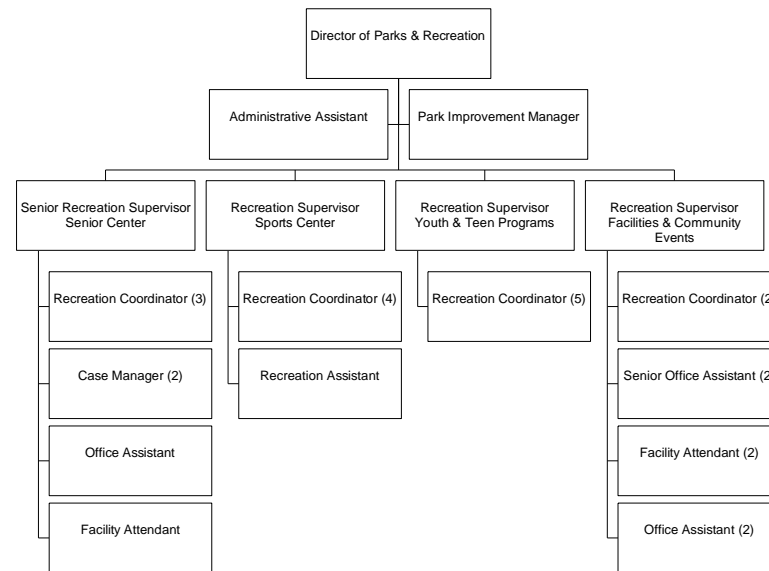 Director of Parks & Recreation
Administrative Assistant
Park Improvement Manager
Senior Recreation Supervisor
Senior Center
Recreation Supervisor
Sports Center
Recreation Supervisor
Youth & Teen Programs
Recreation Supervisor
Facilities & Community
Events
Recreation Coordinator (3)
Recreation Coordinator (4)
Recreation Coordinator (5)
Recreation Coordinator (2
Case Manager (2)
Recreation Assistant
Senior Office Assistant (2
Office Assistant
Facility Attendant (2)
Facility Attendant
Office Assistant (2)